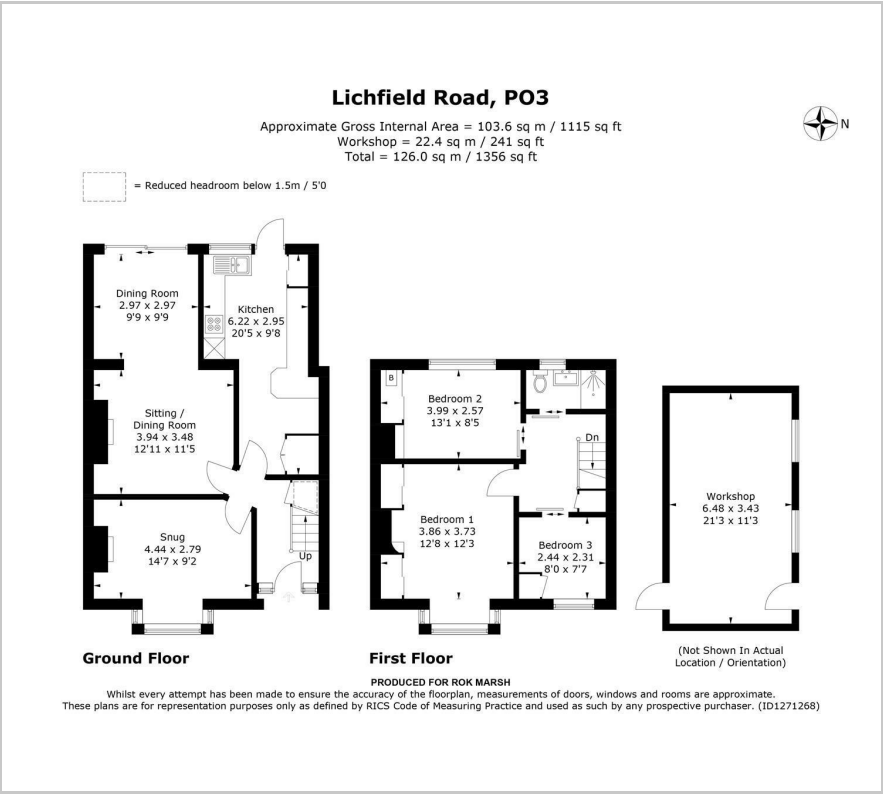 Lichfield Road, PO3
Approximate Gross Internal Area = 103.6 sq m / 1115 sq ft
Workshop = 22.4 sq m / 241 sq ft
Total = 126.0 sq m / 1356 sq ft
N
= Reduced headroom below 1.5m / 5'0
Dining Room
2.97 x 2.97
9'9 x 9'9
Kitchen
6.22 x 2.95
20'5 x 9'8
Sitting /
Dining Room
3.94 x 3.48
12'11 x 11'5
Snug
4.44 x 2.79
14'7 x 9'2
Up
Ground Floor
B
Bedroom 2
3.99 x 2.57
13'1 x 8'5
Dn
Bedroom 1
3.86 x 3.73
12'8 x 12'3
Bedroom 3
2.44 x 2.31
8'0 x 7'7
First Floor
Workshop
6.48 x 3.43
21'3 x 11'3
(Not Shown In Actual
Location / Orientation)
PRODUCED FOR ROK MARSH
Whilst every attempt has been made to ensure the accuracy of the floorplan, measurements of doors, windows and rooms are approximate.
These plans are for representation purposes only as defined by RICS Code of Measuring Practice and used as such by any prospective purchaser. (ID1271268)